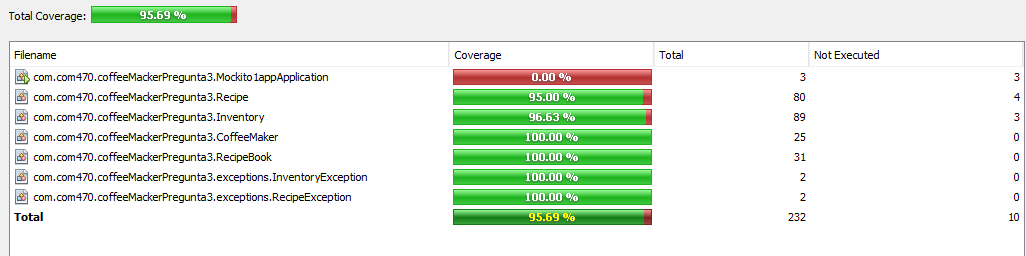 Total Coverage: 95.69 %
Filename Coverage Total Not Executed
com.com470.coffeeMackerPregunta3.Mockito1appApplication 0.00 % 3 3
com.com470.coffeeMackerPregunta3.Recipe 95.00 % 80 4
com.com470.coffeeMackerPregunta3.Inventory 96.63 % 89 3
com.com470.coffeeMackerPregunta3.CoffeeMaker 100.00 % 25 0
com.com470.coffeeMackerPregunta3.RecipeBook 100.00 % 31 0
com.com470.coffeeMackerPregunta3.exceptions.InventoryException 100.00 % 2 0
com.com470.coffeeMackerPregunta3.exceptions.RecipeException 100.00 % 2 0
Total 95.69 % 232 10